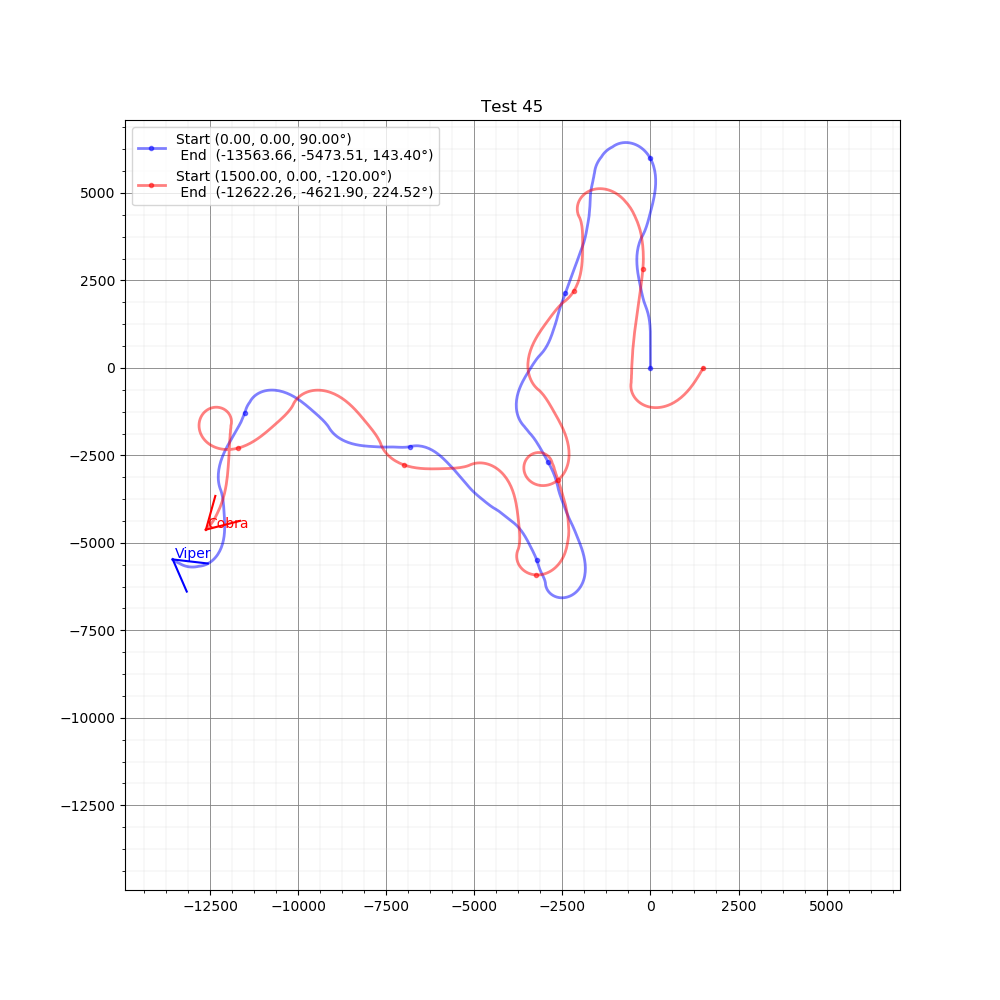 Test 45
Start (0.00, 0.00, 90.00°)
End (-13563.66, -5473.51, 143.40°)
Start (1500.00, 0.00, -120.00°)
End (-12622.26, -4621.90, 224.52°)
5000
2500
0
−2500
−5000
−7500
−10000
−12500
Cobra
Viper
−12500 −10000 −7500 −5000 −2500 0 2500 5000